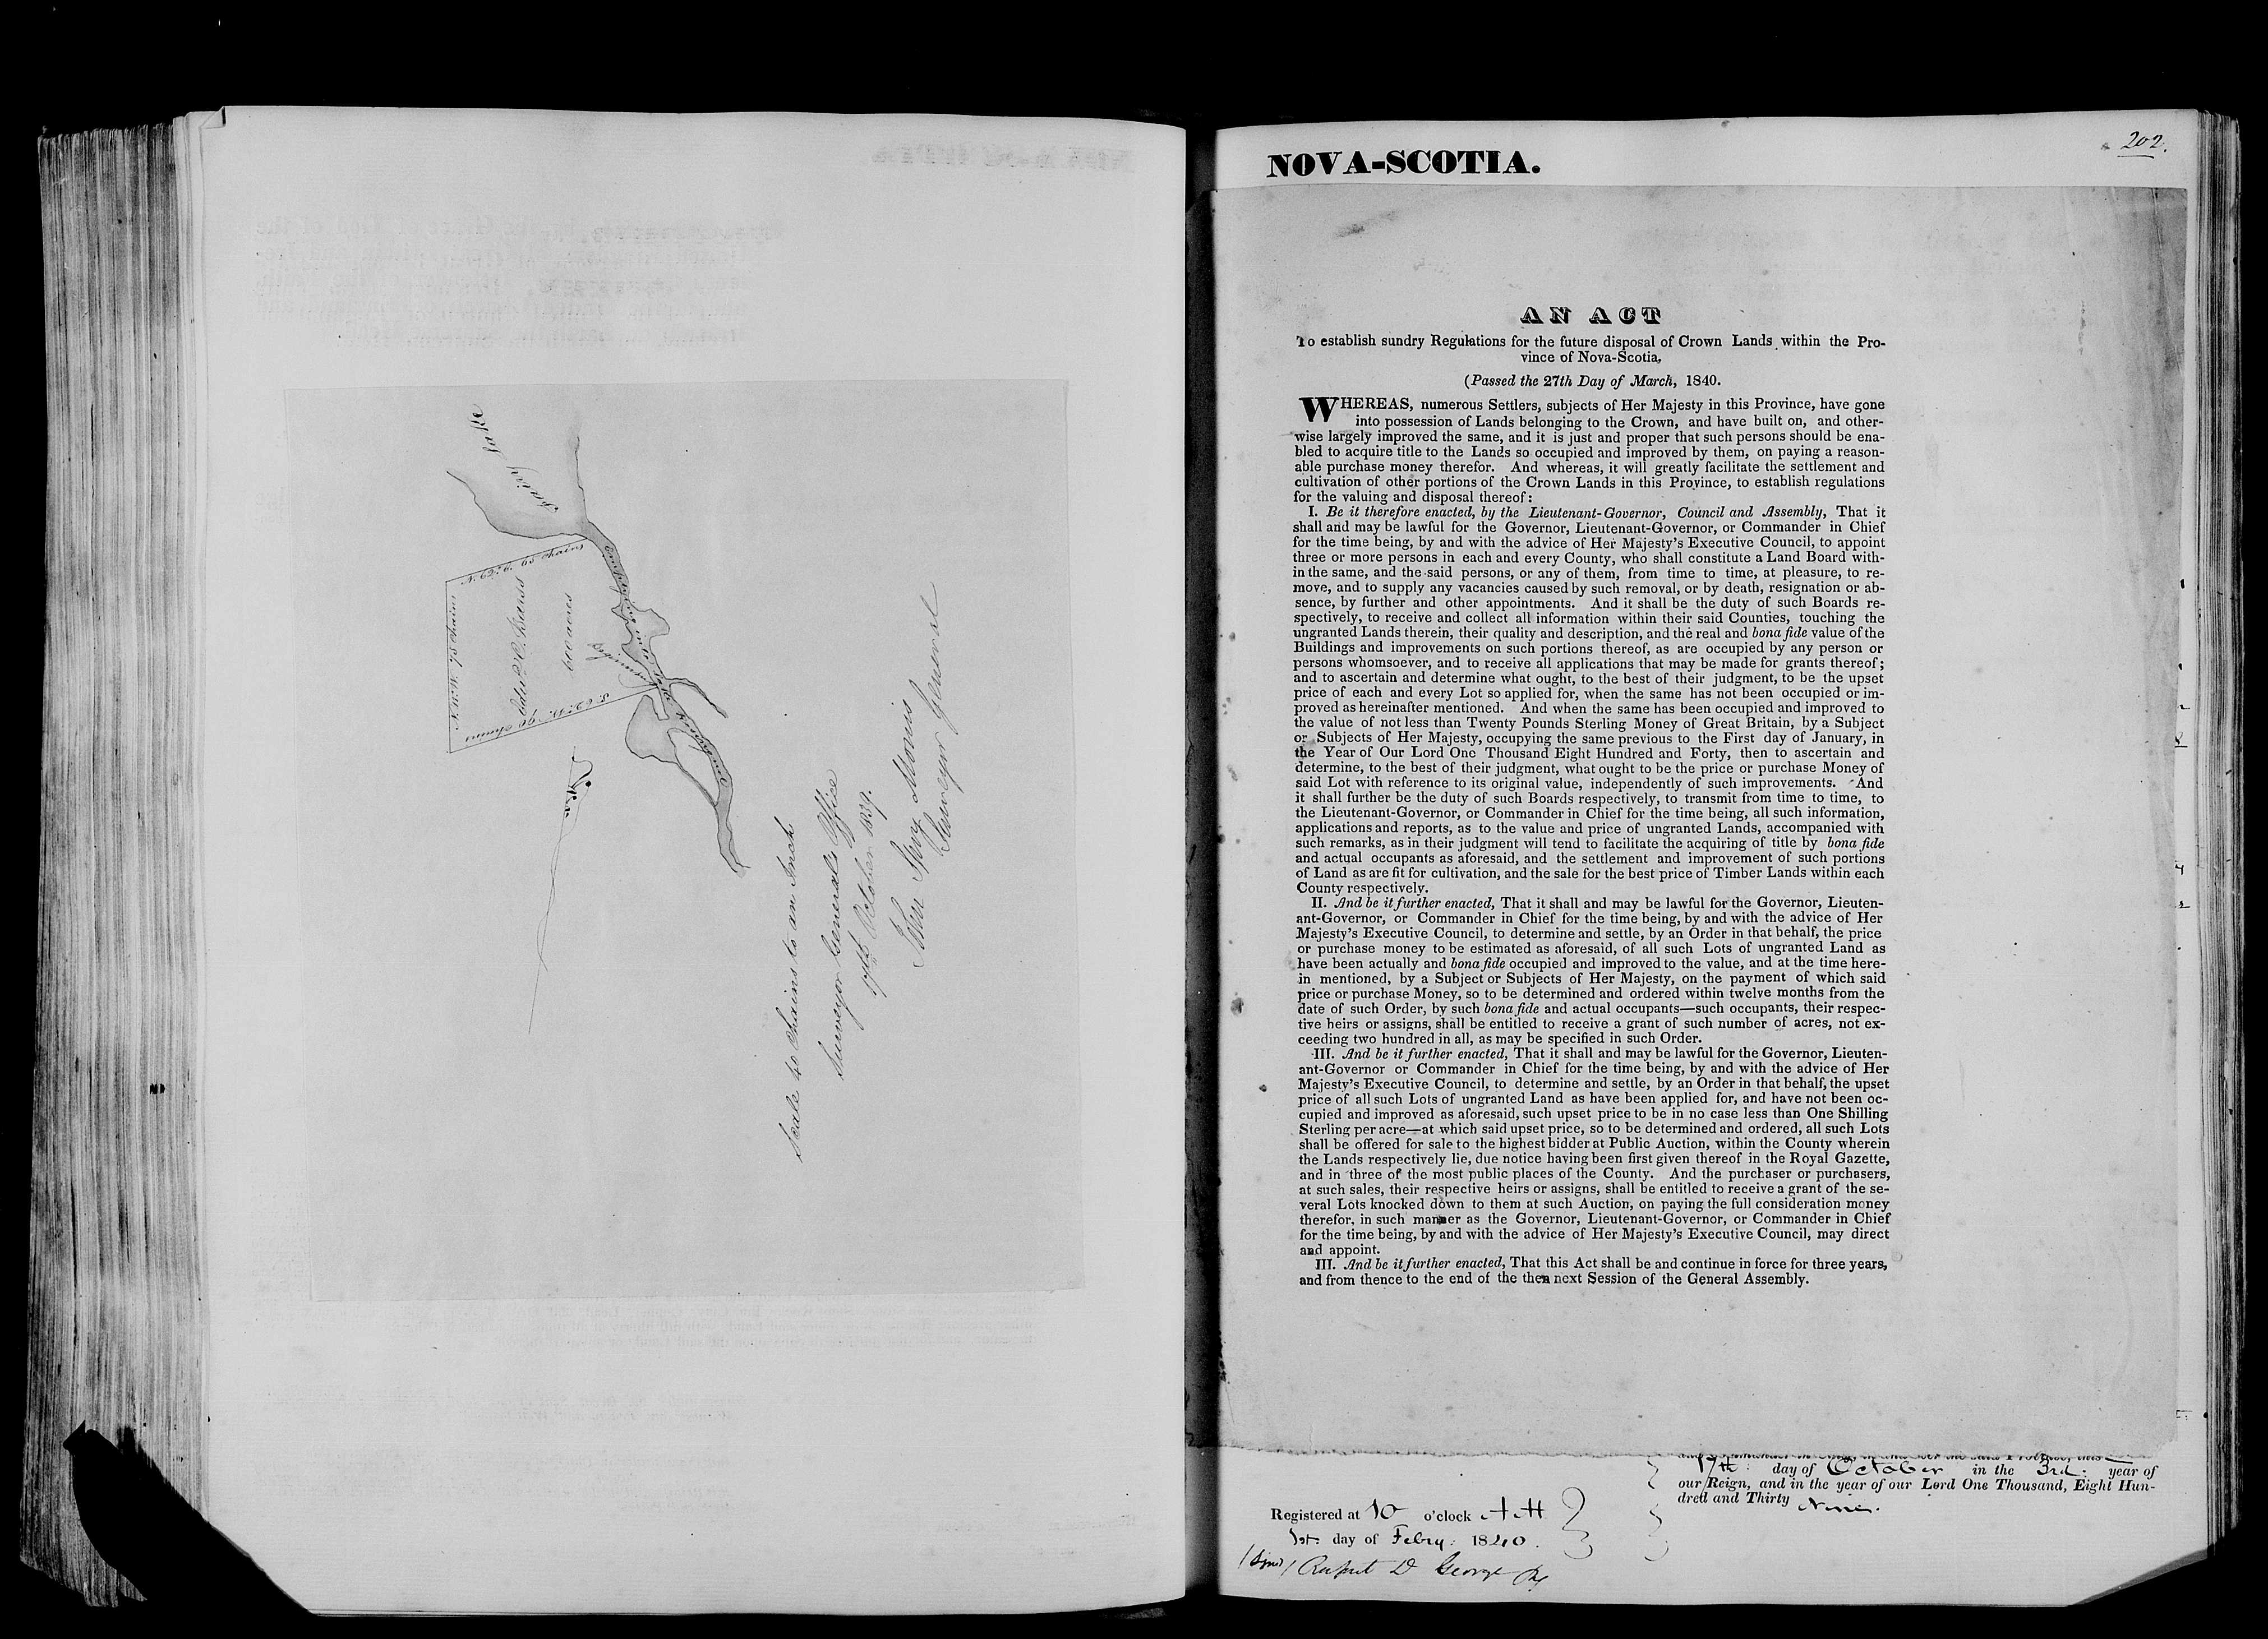 Fairy Lake
N. 62° E. 65 Chains
N. 18° W. 75 Chains
Edwd C.
600 acres
S. 62° W. 90 Chains
Scale 40 Chains to an Inch
Surveyor Generals Office
17th October 1839.
John Spry Morris
Surveyor General
202.
NOVA-SCOTIA.
AN ACT
To establish sundry Regulations for the future disposal of Crown Lands within the Pro-
vince of Nova-Scotia,
(Passed the 27th Day of March, 1840.
WHEREAS, numerous Settlers, subjects of Her Majesty in this Province, have gone
into possession of Lands belonging to the Crown, and have built on, and other-
wise largely improved the same, and it is just and proper that such persons should be ena-
bled to acquire title to the Lands so occupied and improved by them, on paying a reason-
able purchase money therefor. And whereas, it will greatly facilitate the settlement and
cultivation of other portions of the Crown Lands in this Province, to establish regulations
for the valuing and disposal thereof:
I. Be it therefore enacted, by the Lieutenant-Governor, Council and Assembly, That it
shall and may be lawful for the Governor, Lieutenant-Governor, or Commander in Chief
for the time being, by and with the advice of Her Majesty's Executive Council, to appoint
three or more persons in each and every County, who shall constitute a Land Board with-
in the same, and the said persons, or any of them, from time to time, at pleasure, to re-
move, and to supply any vacancies caused by such removal, or by death, resignation or ab-
sence, by further and other appointments. And it shall be the duty of such Boards re-
spectively, to receive and collect all information within their said Counties, touching the
ungranted Lands therein, their quality and description, and the real and bona fide value of the
Buildings and improvements on such portions thereof, as are occupied by any person or
persons whomsoever, and to receive all applications that may be made for grants thereof;
and to ascertain and determine what ought, to the best of their judgment, to be the upset
price of each and every Lot so applied for, when the same has not been occupied or im-
proved as hereinafter mentioned. And when the same has been occupied and improved to
the value of not less than Twenty Pounds Sterling Money of Great Britain, by a Subject
or Subjects of Her Majesty, occupying the same previous to the First day of January, in
the Year of Our Lord One Thousand Eight Hundred and Forty, then to ascertain and
determine, to the best of their judgment, what ought to be the price or purchase Money of
said Lot with reference to its original value, independently of such improvements. And
it shall further be the duty of such Boards respectively, to transmit from time to time, to
the Lieutenant-Governor, or Commander in Chief for the time being, all such information,
applications and reports, as to the value and price of ungranted Lands, accompanied with
such remarks, as in their judgment will tend to facilitate the acquiring of title by bona fide
and actual occupants as aforesaid, and the settlement and improvement of such portions
of Land as are fit for cultivation, and the sale for the best price of Timber Lands within each
County respectively.
II. And be it further enacted, That it shall and may be lawful for the Governor, Lieuten-
ant-Governor, or Commander in Chief for the time being, by and with the advice of Her
Majesty's Executive Council, to determine and settle, by an Order in that behalf, the price
or purchase money to be estimated as aforesaid, of all such Lots of ungranted Land as
have been actually and bona fide occupied and improved to the value, and at the time here-
in mentioned, by a Subject or Subjects of Her Majesty, on the payment of which said
price or purchase Money, so to be determined and ordered within twelve months from the
date of such Order, by such bona fide and actual occupants—such occupants, their respec-
tive heirs or assigns, shall be entitled to receive a grant of such number of acres, not ex-
ceeding two hundred in all, as may be specified in such Order.
III. And be it further enacted, That it shall and may be lawful for the Governor, Lieuten-
ant-Governor or Commander in Chief for the time being, by and with the advice of Her
Majesty's Executive Council, to determine and settle, by an Order in that behalf, the upset
price of all such Lots of ungranted Land as have been applied for, and have not been oc-
cupied and improved as aforesaid, such upset price to be in no case less than One Shilling
Sterling per acre—at which said upset price, so to be determined and ordered, all such Lots
shall be offered for sale to the highest bidder at Public Auction, within the County wherein
the Lands respectively lie, due notice having been first given thereof in the Royal Gazette,
and in three of the most public places of the County. And the purchaser or purchasers,
at such sales, their respective heirs or assigns, shall be entitled to receive a grant of the se-
veral Lots knocked down to them at such Auction, on paying the full consideration money
therefor, in such manner as the Governor, Lieutenant-Governor, or Commander in Chief
for the time being, by and with the advice of Her Majesty's Executive Council, may direct
and appoint.
III. And be it further enacted, That this Act shall be and continue in force for three years,
and from thence to the end of the then next Session of the General Assembly.
17th day of October in the 3rd: year of
our Reign, and in the year of our Lord One Thousand, Eight Hun-
dred and Thirty Nine.
Registered at 10 o'clock A M
1st: day of Febry: 1840.
(Signd) Rupert D George